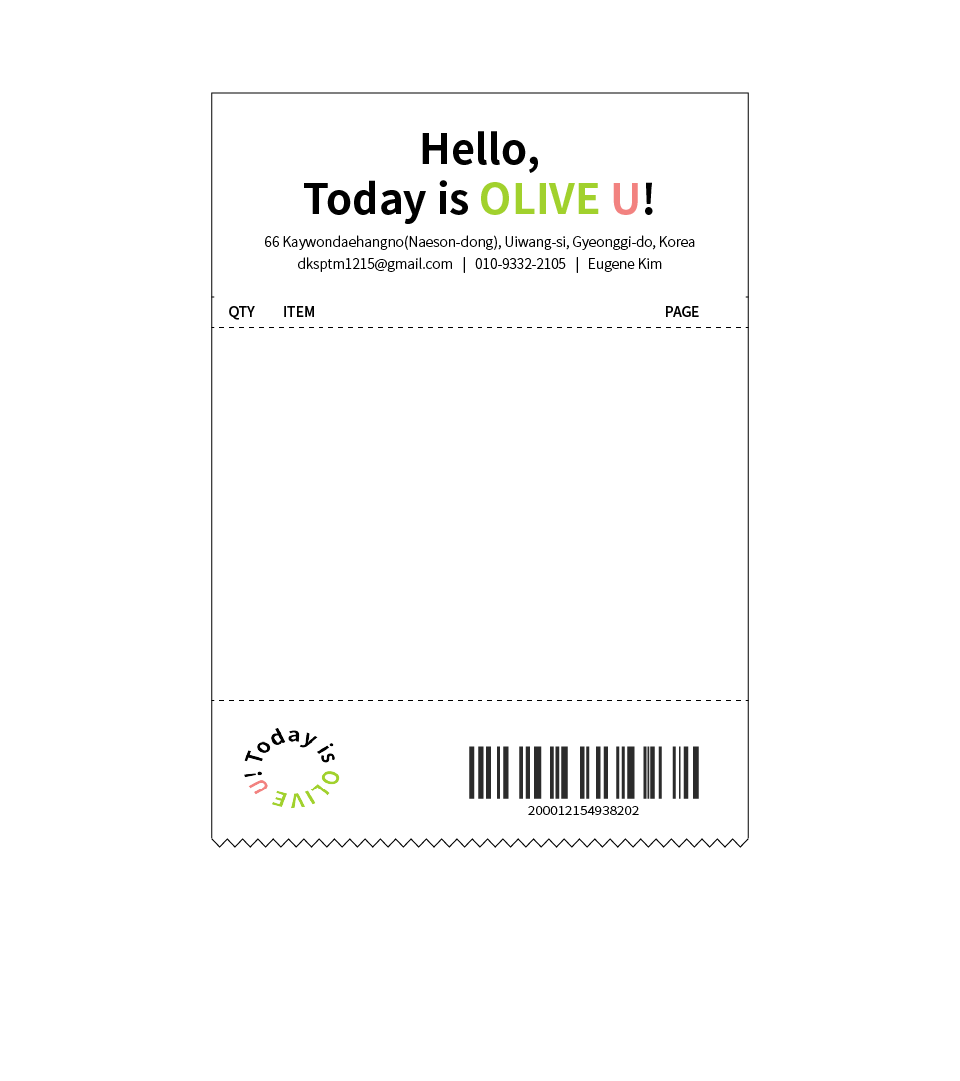 Hello,
Today is OLIVE U!
66 Kaywondaehangno(Naeson-dong), Uiwang-si, Gyeonggi-do, Korea
dksptm1215@gmail.com | 010-9332-2105 | Eugene Kim
QTY ITEM PAGE
Today is OLIVE U!
200012154938202